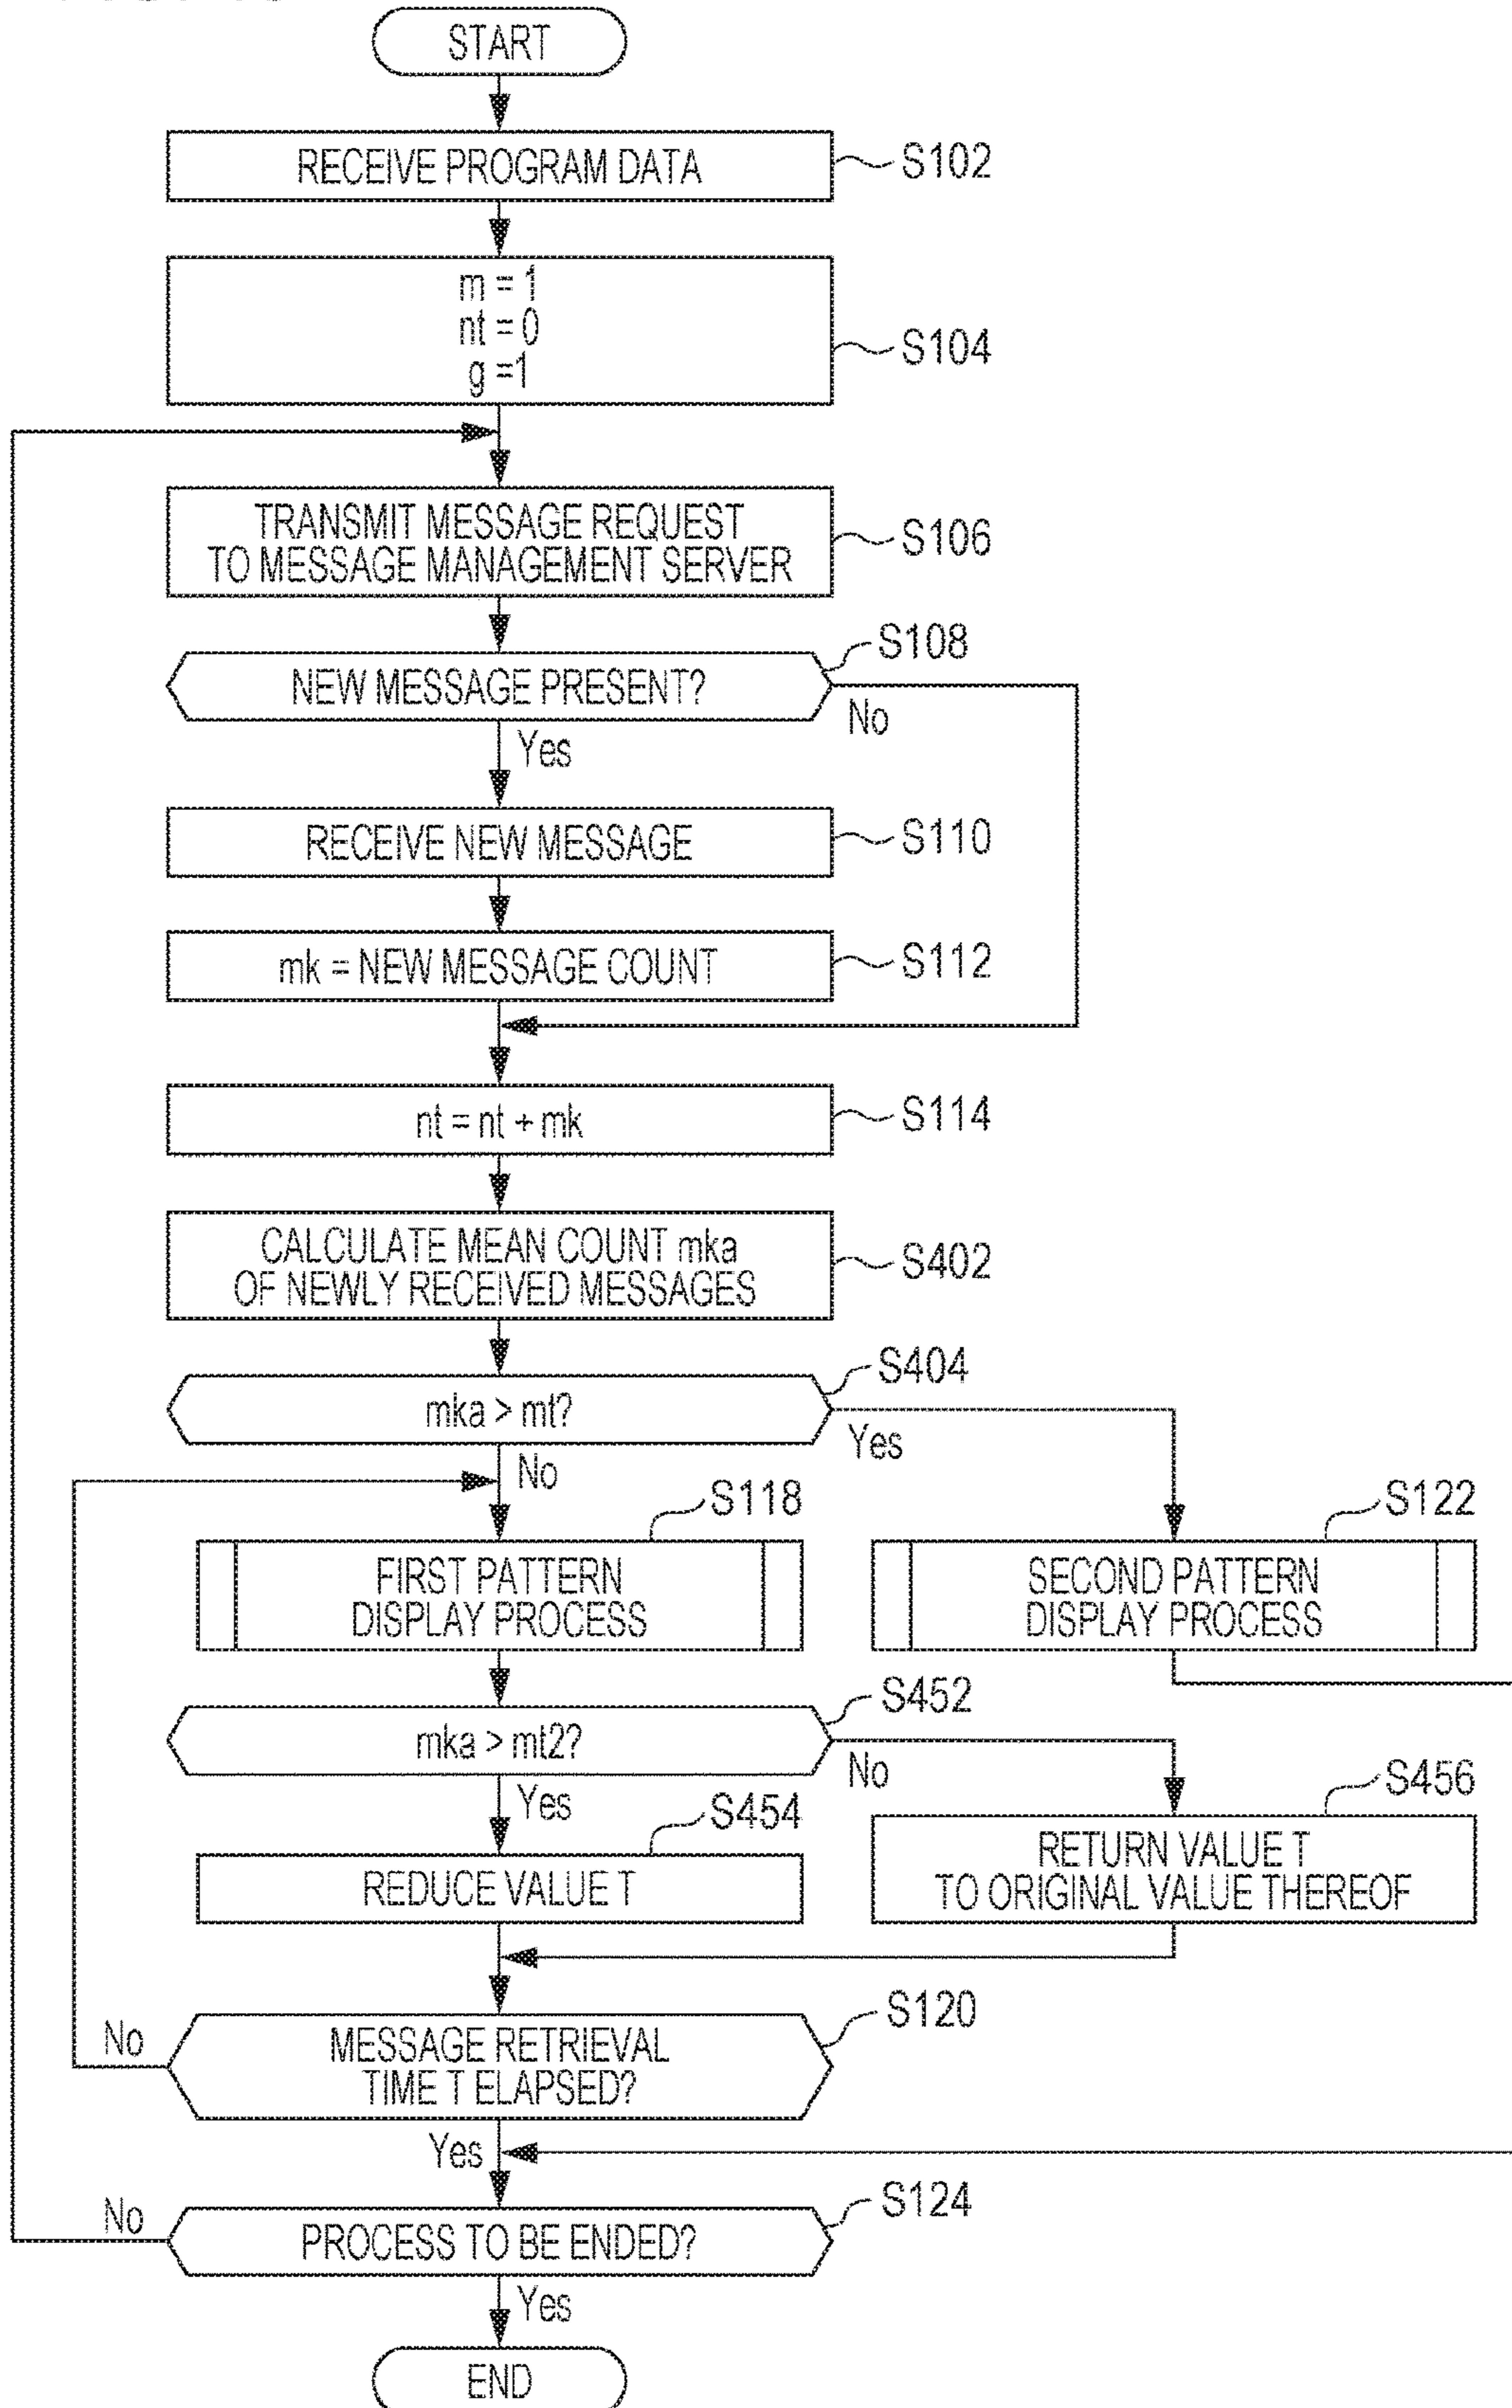 START
RECEIVE PROGRAM DATA
S102
m = 1
nt = 0
g =1
S104
TRANSMIT MESSAGE REQUEST
TO MESSAGE MANAGEMENT SERVER
S106
S108
NEW MESSAGE PRESENT?
No
Yes
RECEIVE NEW MESSAGE
S110
mk = NEW MESSAGE COUNT
S112
nt = nt + mk
S114
CALCULATE MEAN COUNT mka
OF NEWLY RECEIVED MESSAGES
S402
S404
mka > mt?
Yes
No
S118
S122
FIRST PATTERN
DISPLAY PROCESS
SECOND PATTERN
DISPLAY PROCESS
S452
mka > mt2?
No
Yes
S454
S456
REDUCE VALUE T
RETURN VALUE T
TO ORIGINAL VALUE THEREOF
S120
No
MESSAGE RETRIEVAL
TIME T ELAPSED?
Yes
S124
No
PROCESS TO BE ENDED?
Yes
END